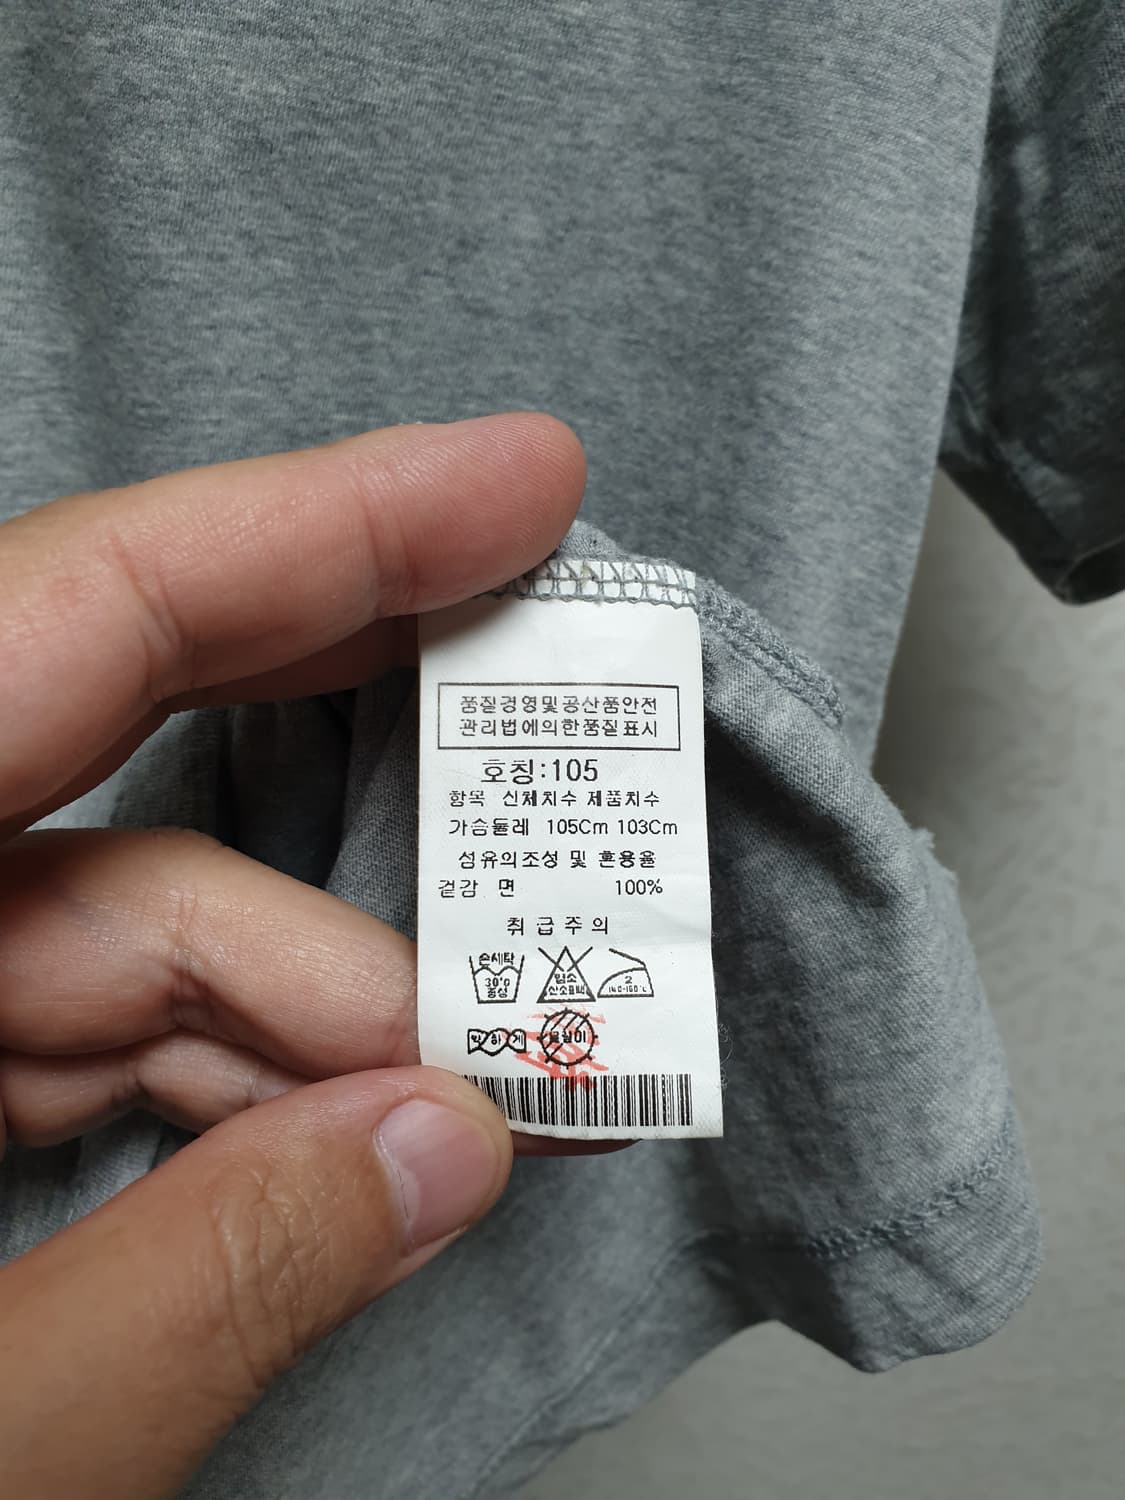 품질경영및공산품안전
관리법에의한품질표시
호칭:105
항목 신체치수 제품치수
가슴둘레 105Cm 103Cm
섬유의조성 및 혼용율
겉감 면 100%
취급주의
손세탁
30°c
중성
염소
산소표백
2
140-160°c
약하게